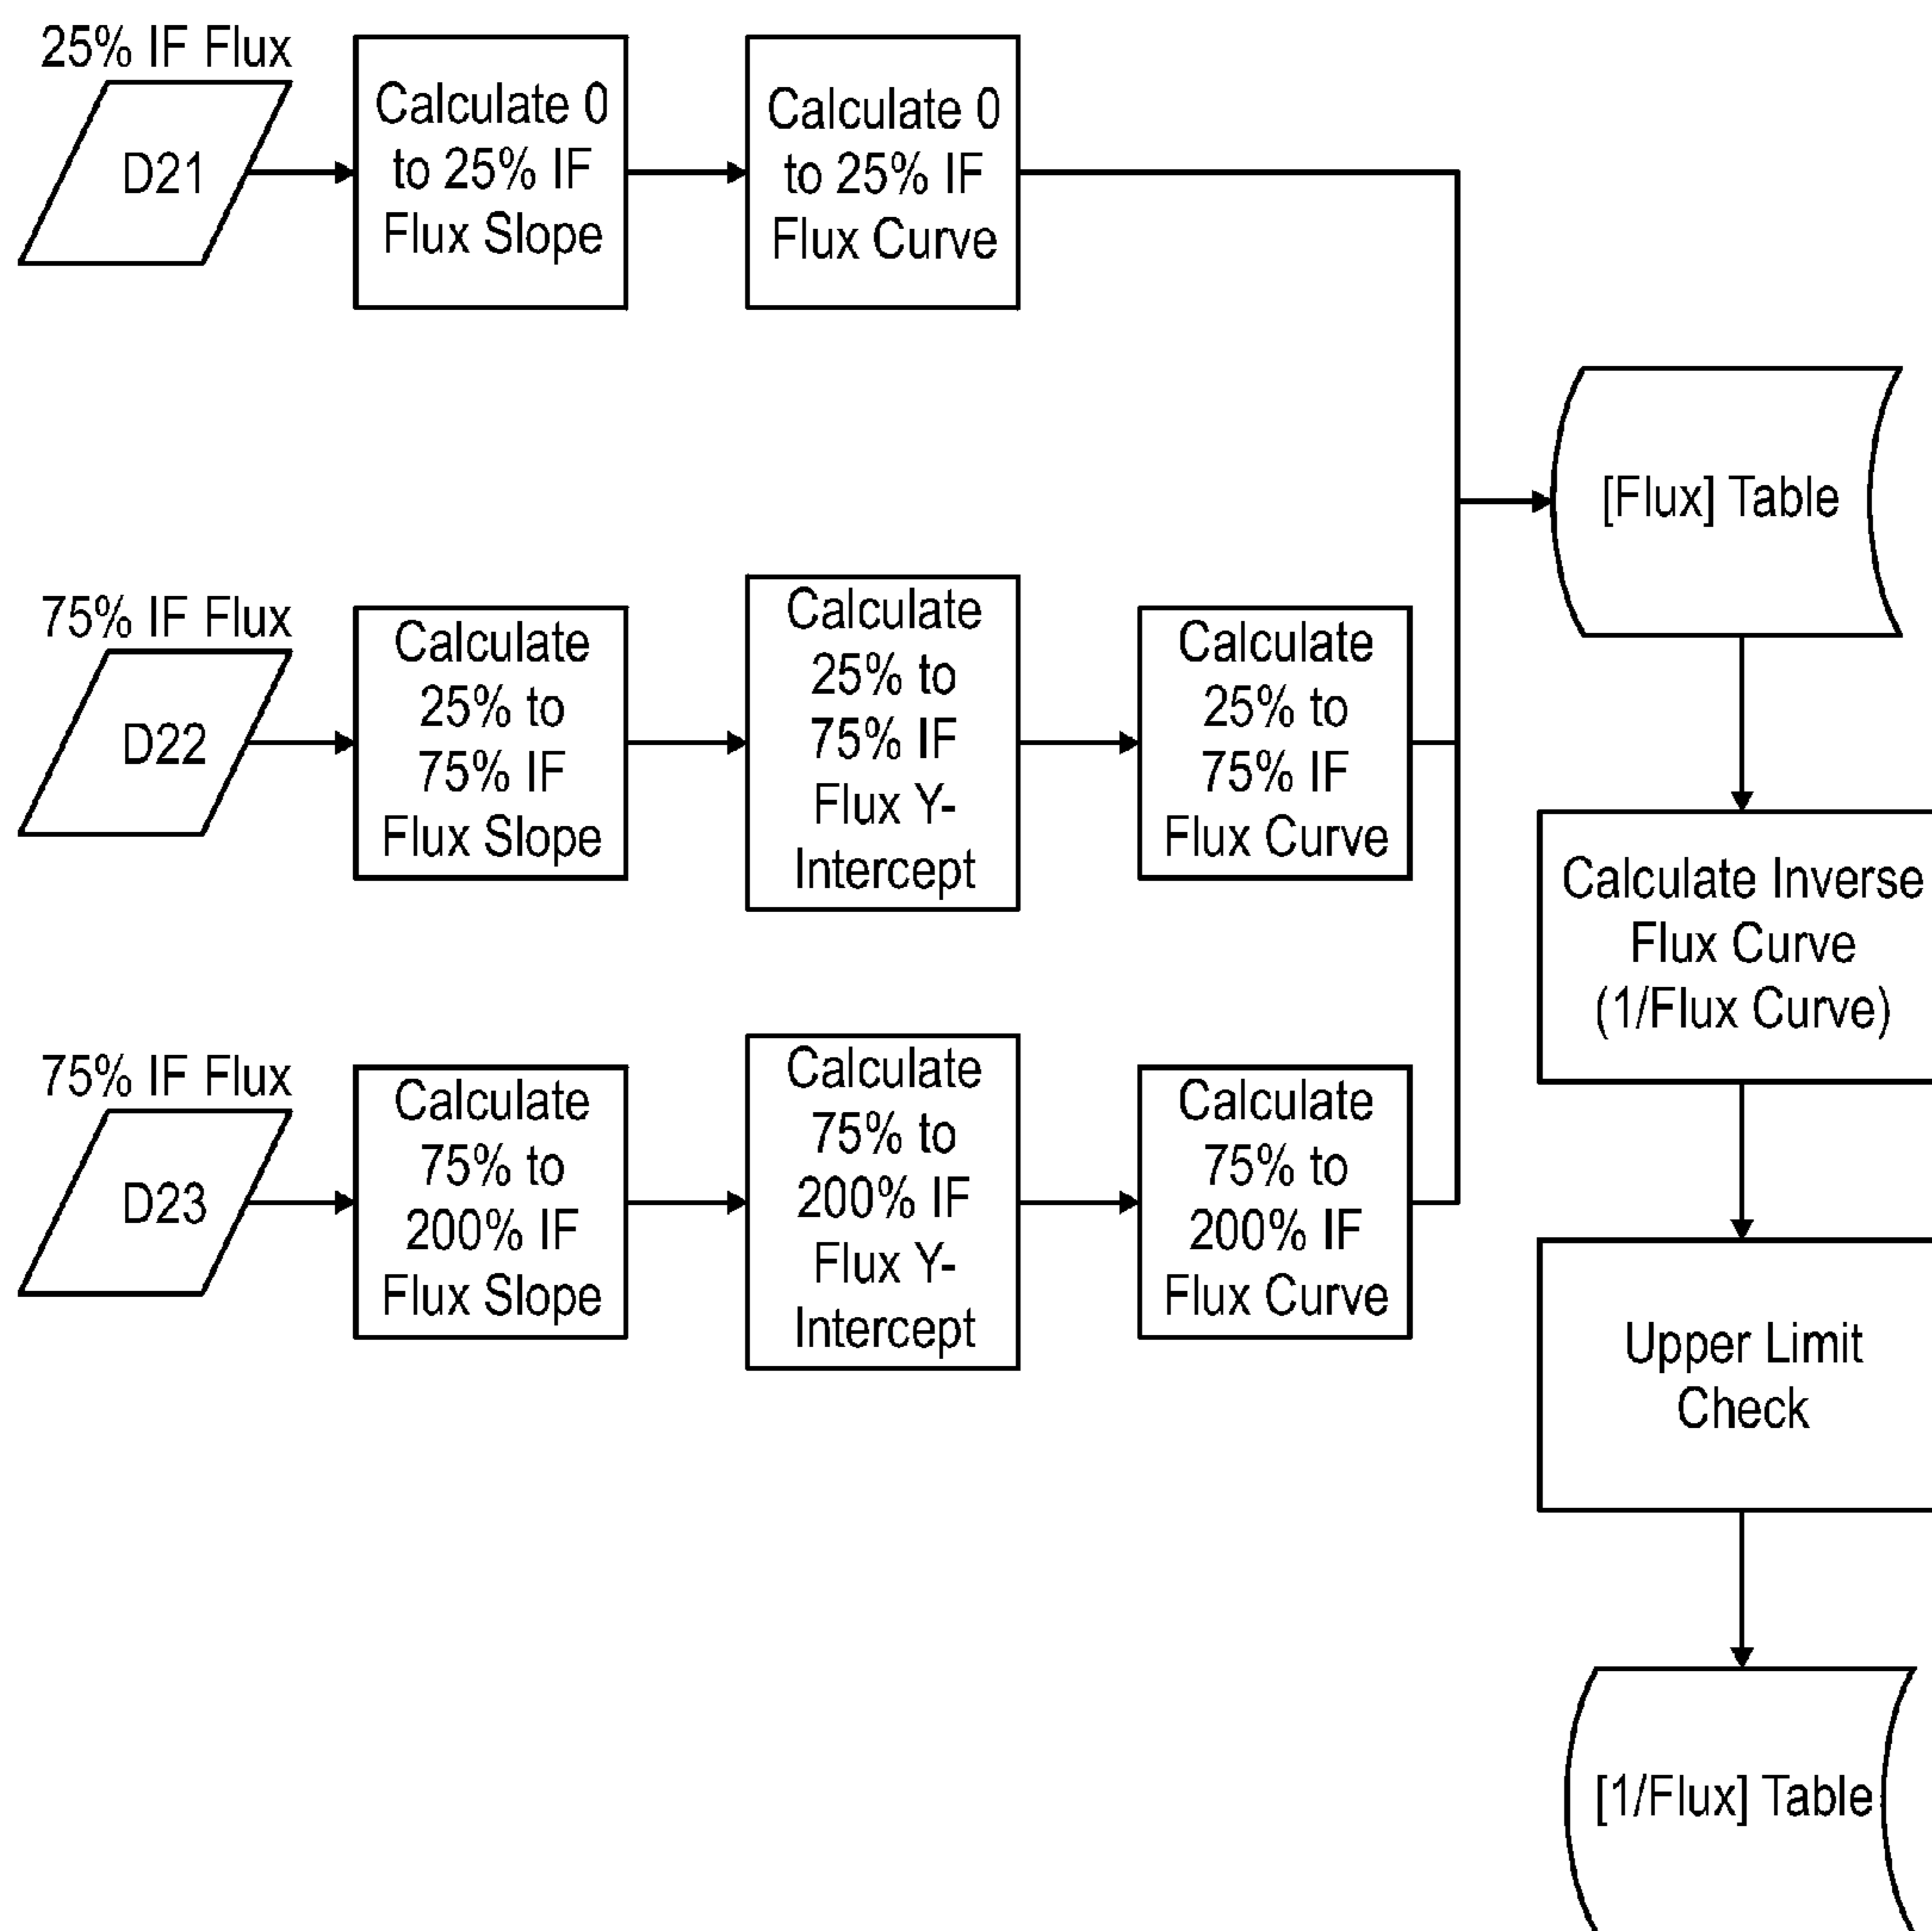 25% IF Flux
D21
Calculate 0
to 25% IF
Flux Slope
Calculate 0
to 25% IF
Flux Curve
[Flux] Table
75% IF Flux
D22
Calculate
25% to
75% IF
Flux Slope
Calculate
25% to
75% IF
Flux Y-
Intercept
Calculate
25% to
75% IF
Flux Curve
Calculate Inverse
Flux Curve
(1/Flux Curve)
75% IF Flux
D23
Calculate
75% to
200% IF
Flux Slope
Calculate
75% to
200% IF
Flux Y-
Intercept
Calculate
75% to
200% IF
Flux Curve
Upper Limit
Check
[1/Flux] Table